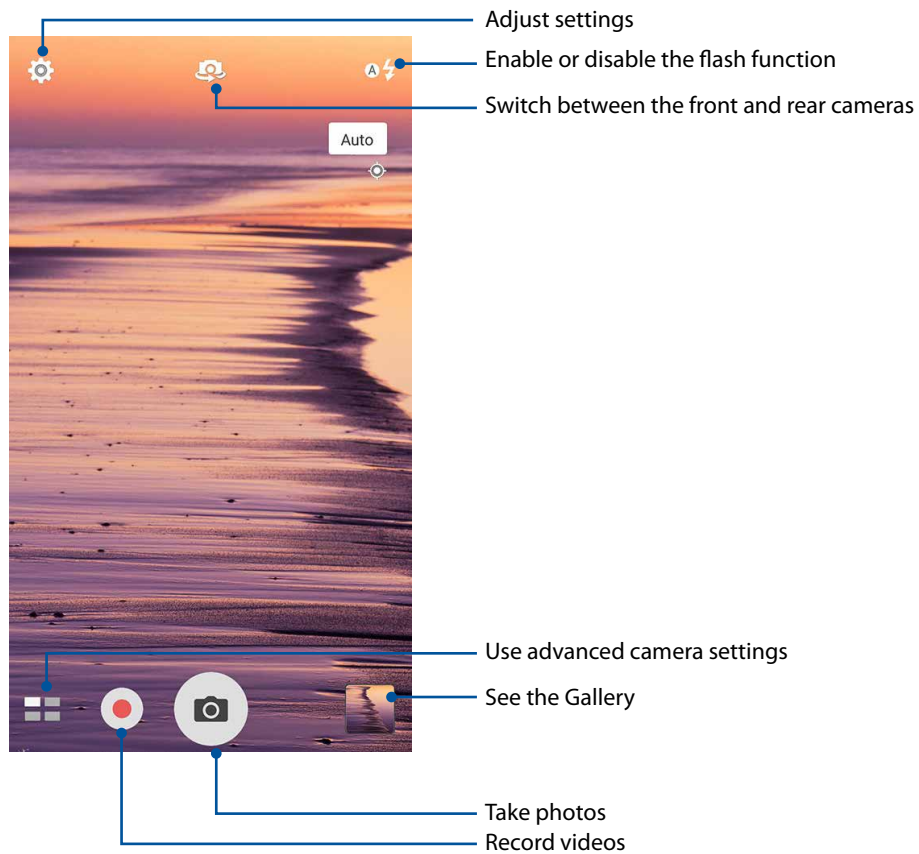 Adjust settings
Enable or disable the flash function
Switch between the front and rear cameras
A
Auto
Use advanced camera settings
See the Gallery
Take photos
Record videos